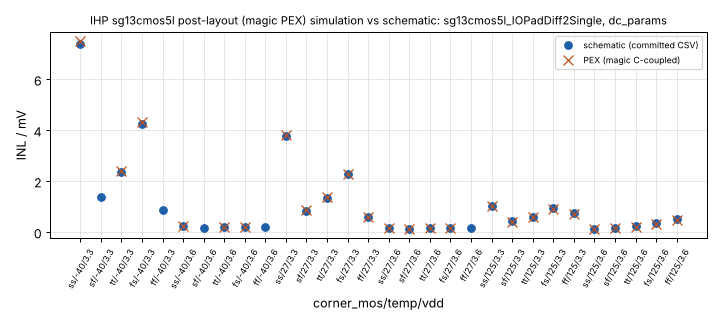 IHP sg13cmos5l post-layout (magic PEX) simulation vs schematic: sg13cmos5l_IOPadDiff2Single, dc_params
schematic (committed CSV)
PEX (magic C-coupled)
INL / mV
6
4
2
0
ss/-40/3.3
sf/-40/3.3
tt/-40/3.3
fs/-40/3.3
ff/-40/3.3
ss/-40/3.6
sf/-40/3.6
tt/-40/3.6
fs/-40/3.6
ff/-40/3.6
ss/27/3.3
sf/27/3.3
tt/27/3.3
fs/27/3.3
ff/27/3.3
ss/27/3.6
sf/27/3.6
tt/27/3.6
fs/27/3.6
ff/27/3.6
ss/125/3.3
sf/125/3.3
tt/125/3.3
fs/125/3.3
ff/125/3.3
ss/125/3.6
sf/125/3.6
tt/125/3.6
fs/125/3.6
ff/125/3.6
corner_mos/temp/vdd